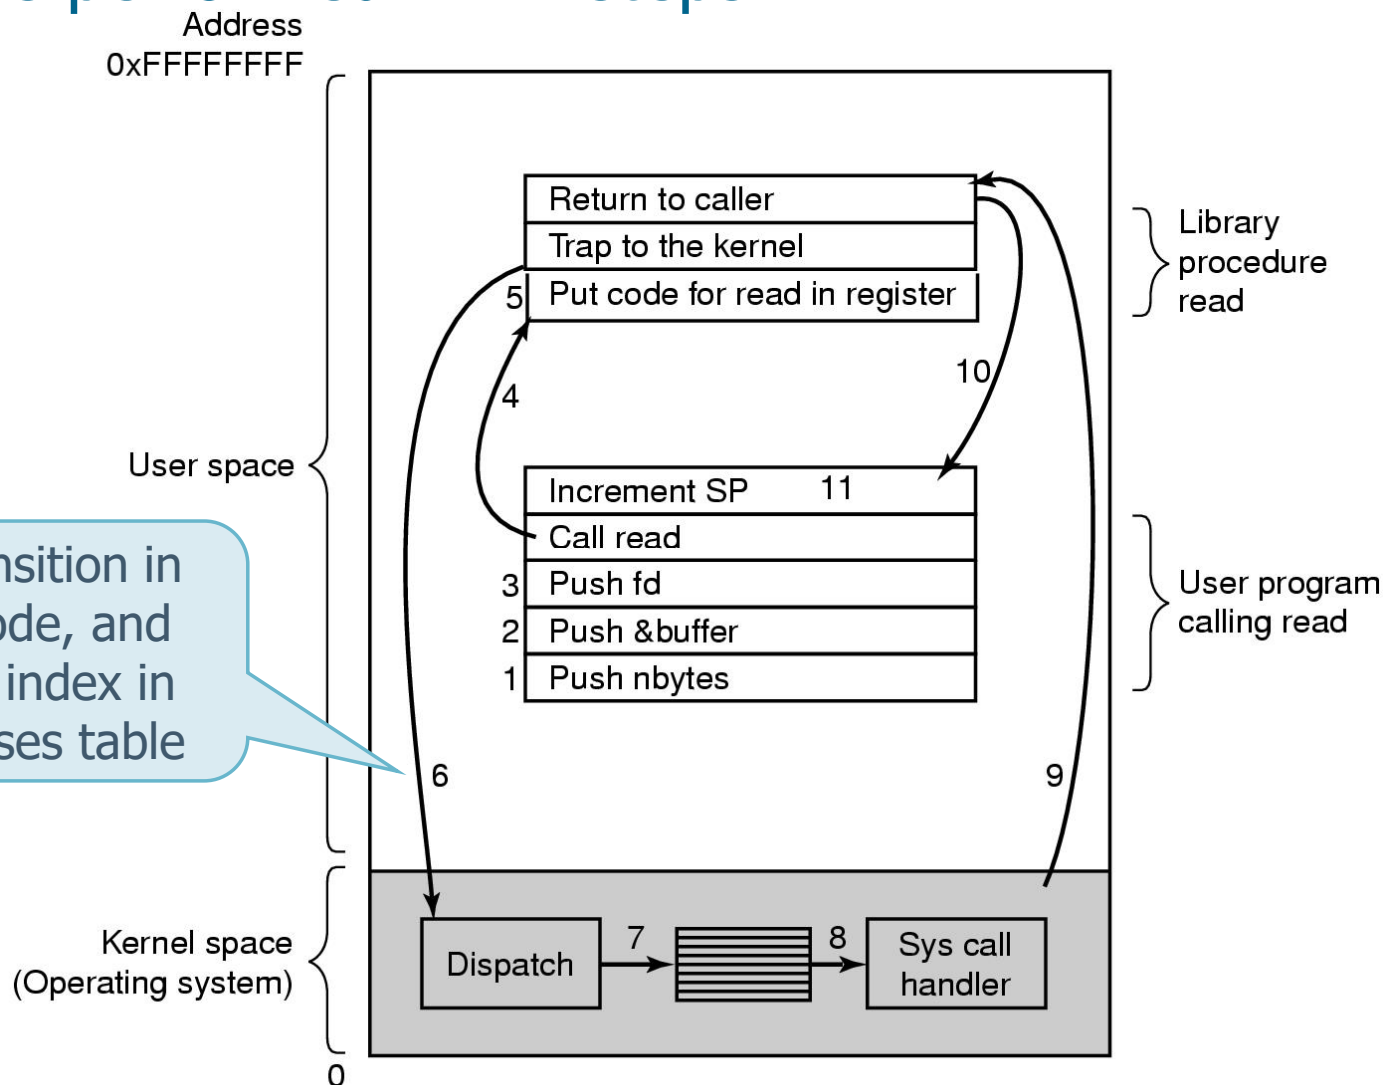 Address
0xFFFFFFFF
Return to caller
Trap to the kernel
5 Put code for read in register
Library
procedure
read
4
10
User space
Increment SP 11
Call read
3 Push fd
2 Push &buffer
1 Push nbytes
User program
calling read
nsition in
ode, and
index in
ses table
6
9
Kernel space
(Operating system)
Dispatch
7
8
Sys call
handler
0